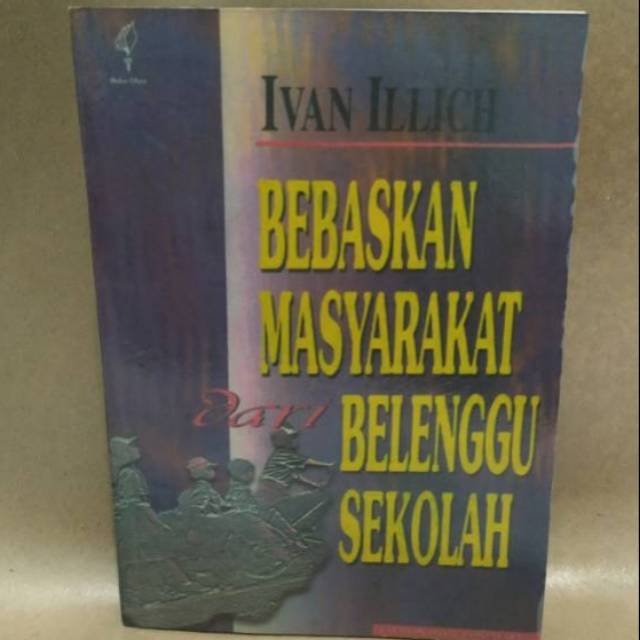 IVAN ILLICH
BEBASKAN
MASYARAKAT
dari BELENGGU
SEKOLAH